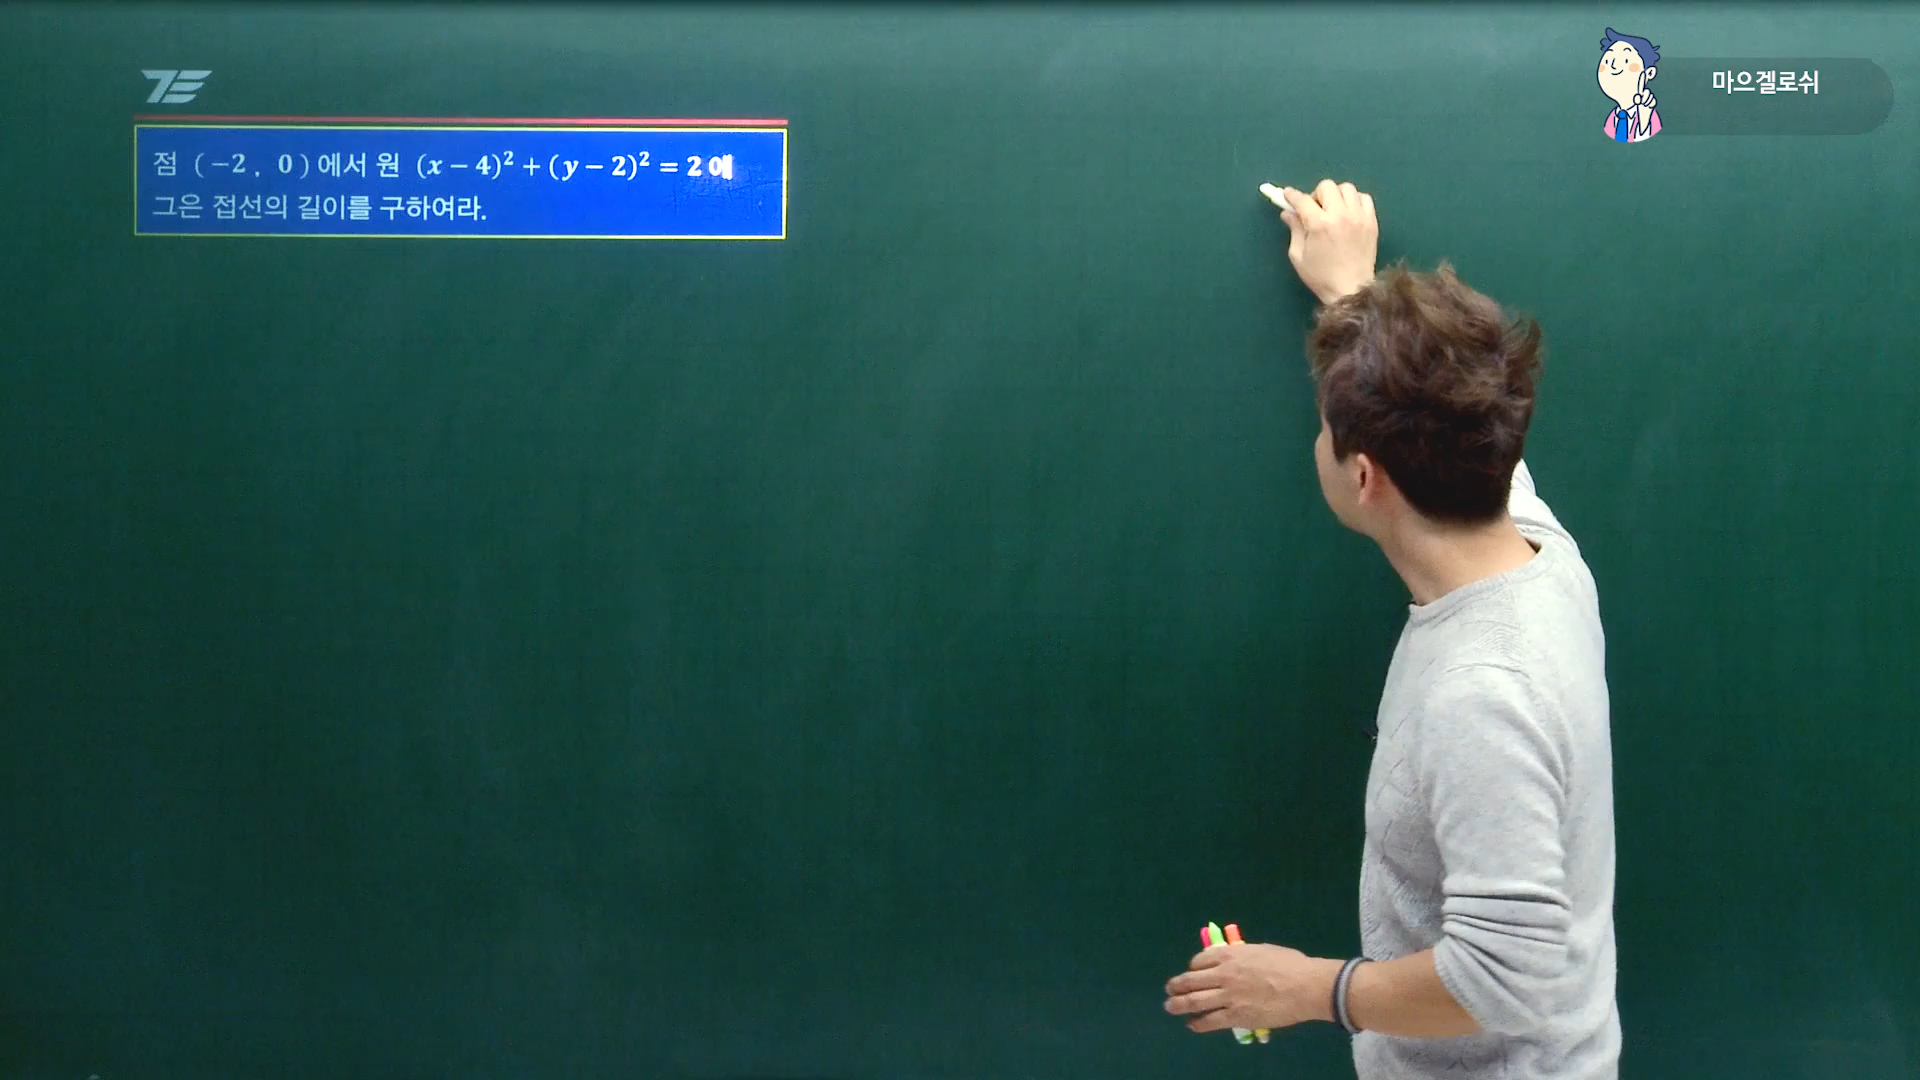 마으겔로쉬
점 (-2, 0)에서 원 (x-4)² + (y-2)² = 2에
그은 접선의 길이를 구하여라.